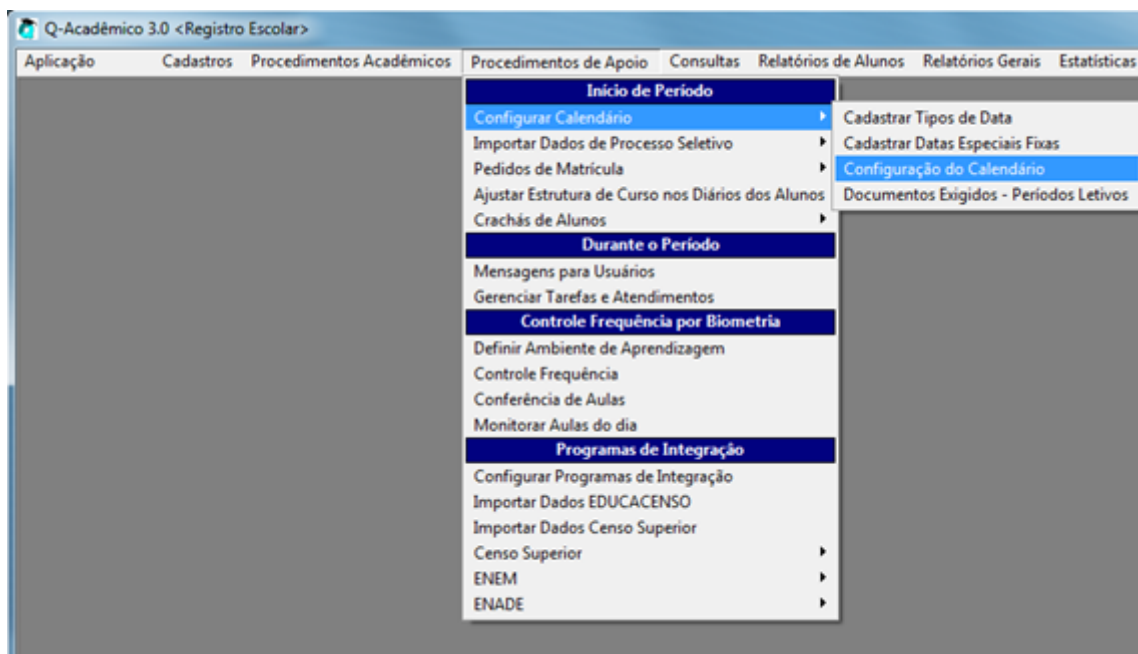 Q-Acadêmico 3.0 <Registro Escolar>
Aplicação Cadastros Procedimentos Acadêmicos Procedimentos de Apoio Consultas Relatórios de Alunos Relatórios Gerais Estatísticas
Início de Período
Configurar Calendário
Importar Dados de Processo Seletivo
Pedidos de Matrícula
Ajustar Estrutura de Curso nos Diários dos Alunos
Crachás de Alunos
Durante o Período
Mensagens para Usuários
Gerenciar Tarefas e Atendimentos
Controle Frequência por Biometria
Definir Ambiente de Aprendizagem
Controle Frequência
Conferência de Aulas
Monitorar Aulas do dia
Programas de Integração
Configurar Programas de Integração
Importar Dados EDUCACENSO
Importar Dados Censo Superior
Censo Superior
ENEM
ENADE
Cadastrar Tipos de Data
Cadastrar Datas Especiais Fixas
Configuração do Calendário
Documentos Exigidos - Períodos Letivos